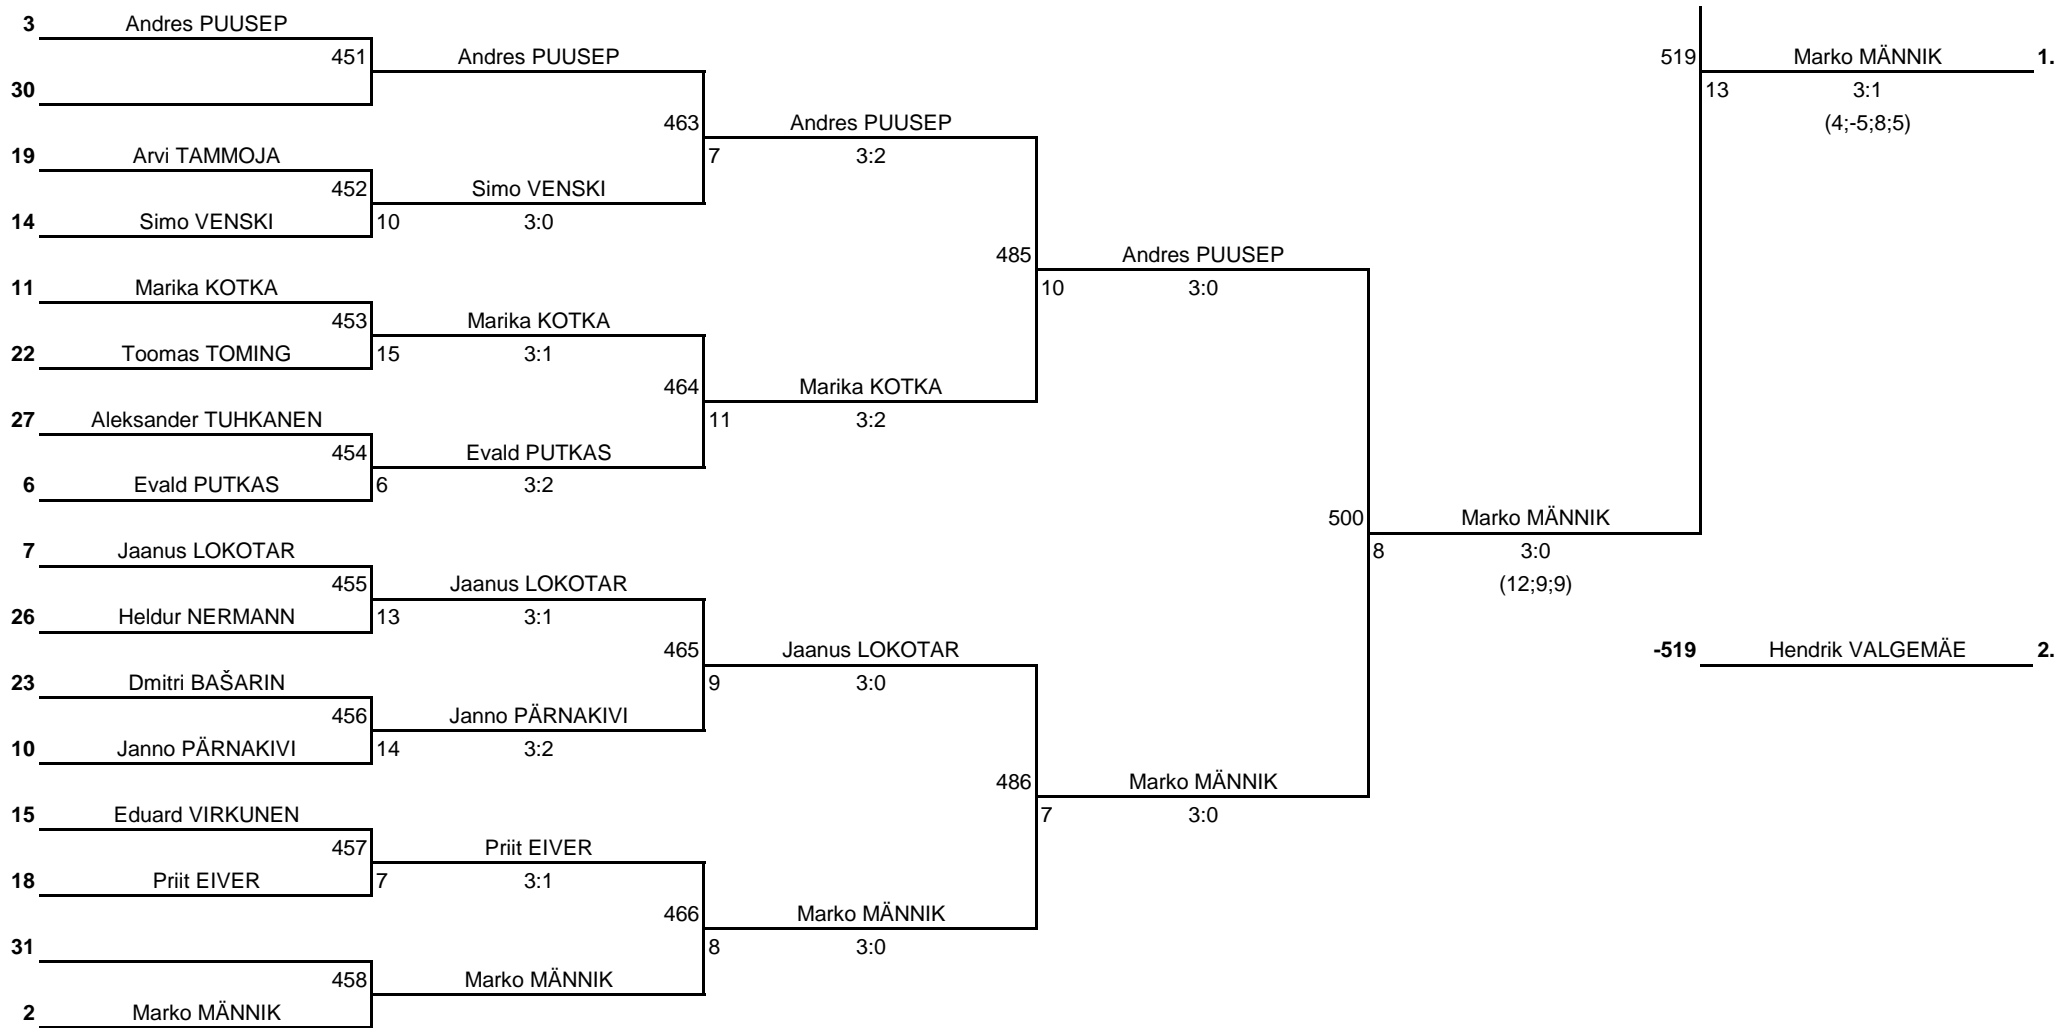 3 Andres PUUSEP
451 Andres PUUSEP 519 Marko MÄNNIK 1.
30 13 3:1
463 Andres PUUSEP (4;-5;8;5)
19 Arvi TAMMOJA 7 3:2
452 Simo VENSKI
14 Simo VENSKI 10 3:0
485 Andres PUUSEP
11 Marika KOTKA 10 3:0
453 Marika KOTKA
22 Toomas TOMING 15 3:1
464 Marika KOTKA
27 Aleksander TUHKANEN 11 3:2
454 Evald PUTKAS
6 Evald PUTKAS 6 3:2
500 Marko MÄNNIK
7 Jaanus LOKOTAR 8 3:0
455 Jaanus LOKOTAR (12;9;9)
26 Heldur NERMANN 13 3:1
465 Jaanus LOKOTAR -519 Hendrik VALGEMÄE 2.
23 Dmitri BAŠARIN 9 3:0
456 Janno PÄRNAKIVI
10 Janno PÄRNAKIVI 14 3:2
486 Marko MÄNNIK
15 Eduard VIRKUNEN 7 3:0
457 Priit EIVER
18 Priit EIVER 7 3:1
466 Marko MÄNNIK
31 8 3:0
458 Marko MÄNNIK
2 Marko MÄNNIK